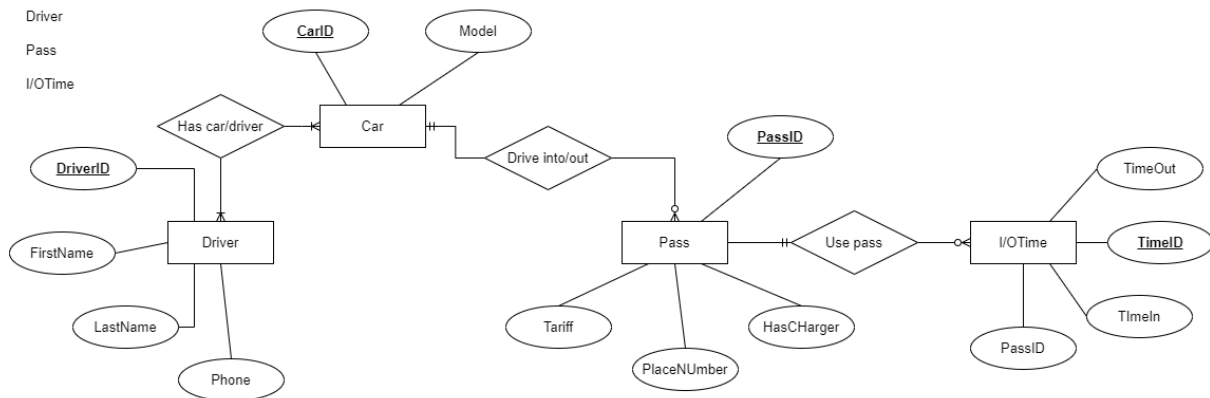 Driver
Pass
I/OTime
CarID
Model
Has car/driver
Car
Drive into/out
PassID
DriverID
TimeOut
FirstName
Driver
Pass
Use pass
I/OTime
TimeID
LastName
Tariff
HasCHarger
TImeIn
PassID
PlaceNUmber
Phone